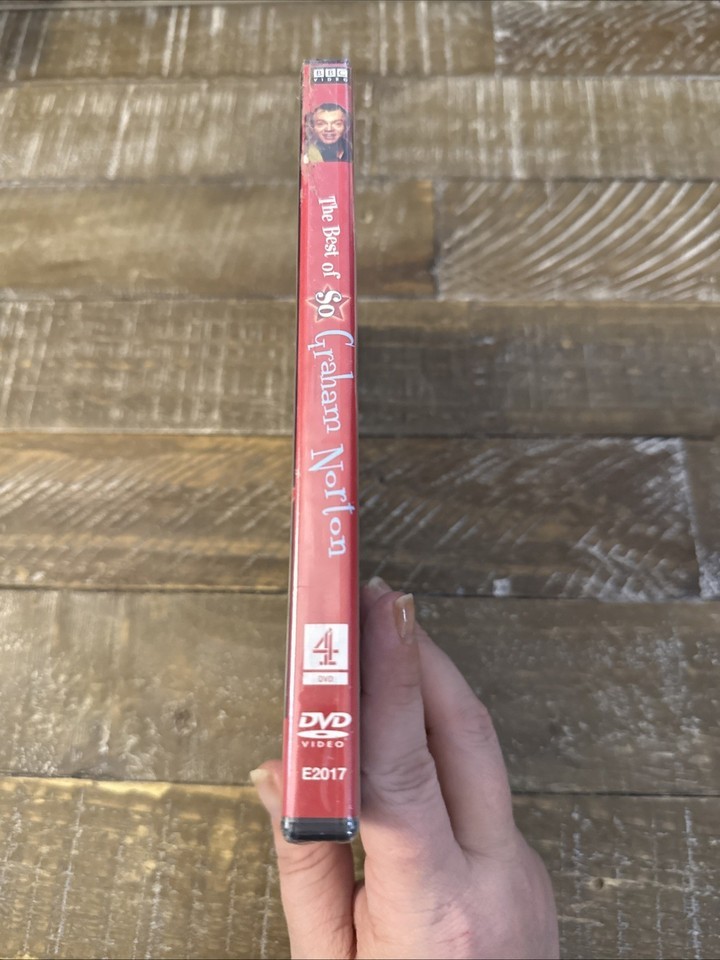 BBC
VIDEO
The Best of So Graham Norton
4
DVD
DVD
VIDEO
E2017